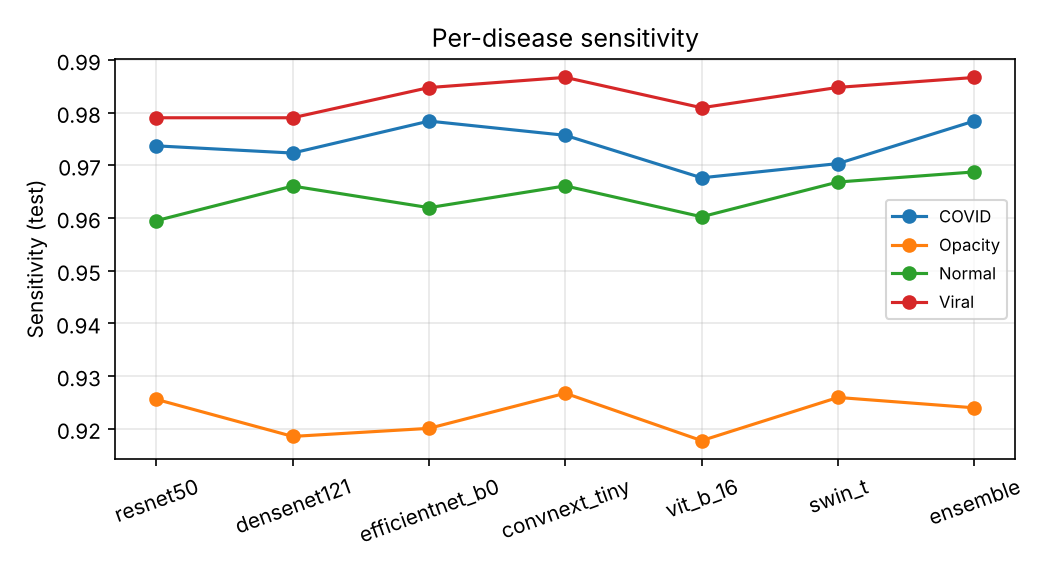 Per-disease sensitivity
Sensitivity (test)
0.99
0.98
0.97
0.96
0.95
0.94
0.93
0.92
COVID
Opacity
Normal
Viral
resnet50
densenet121
efficientnet_b0
convnext_tiny
vit_b_16
swin_t
ensemble